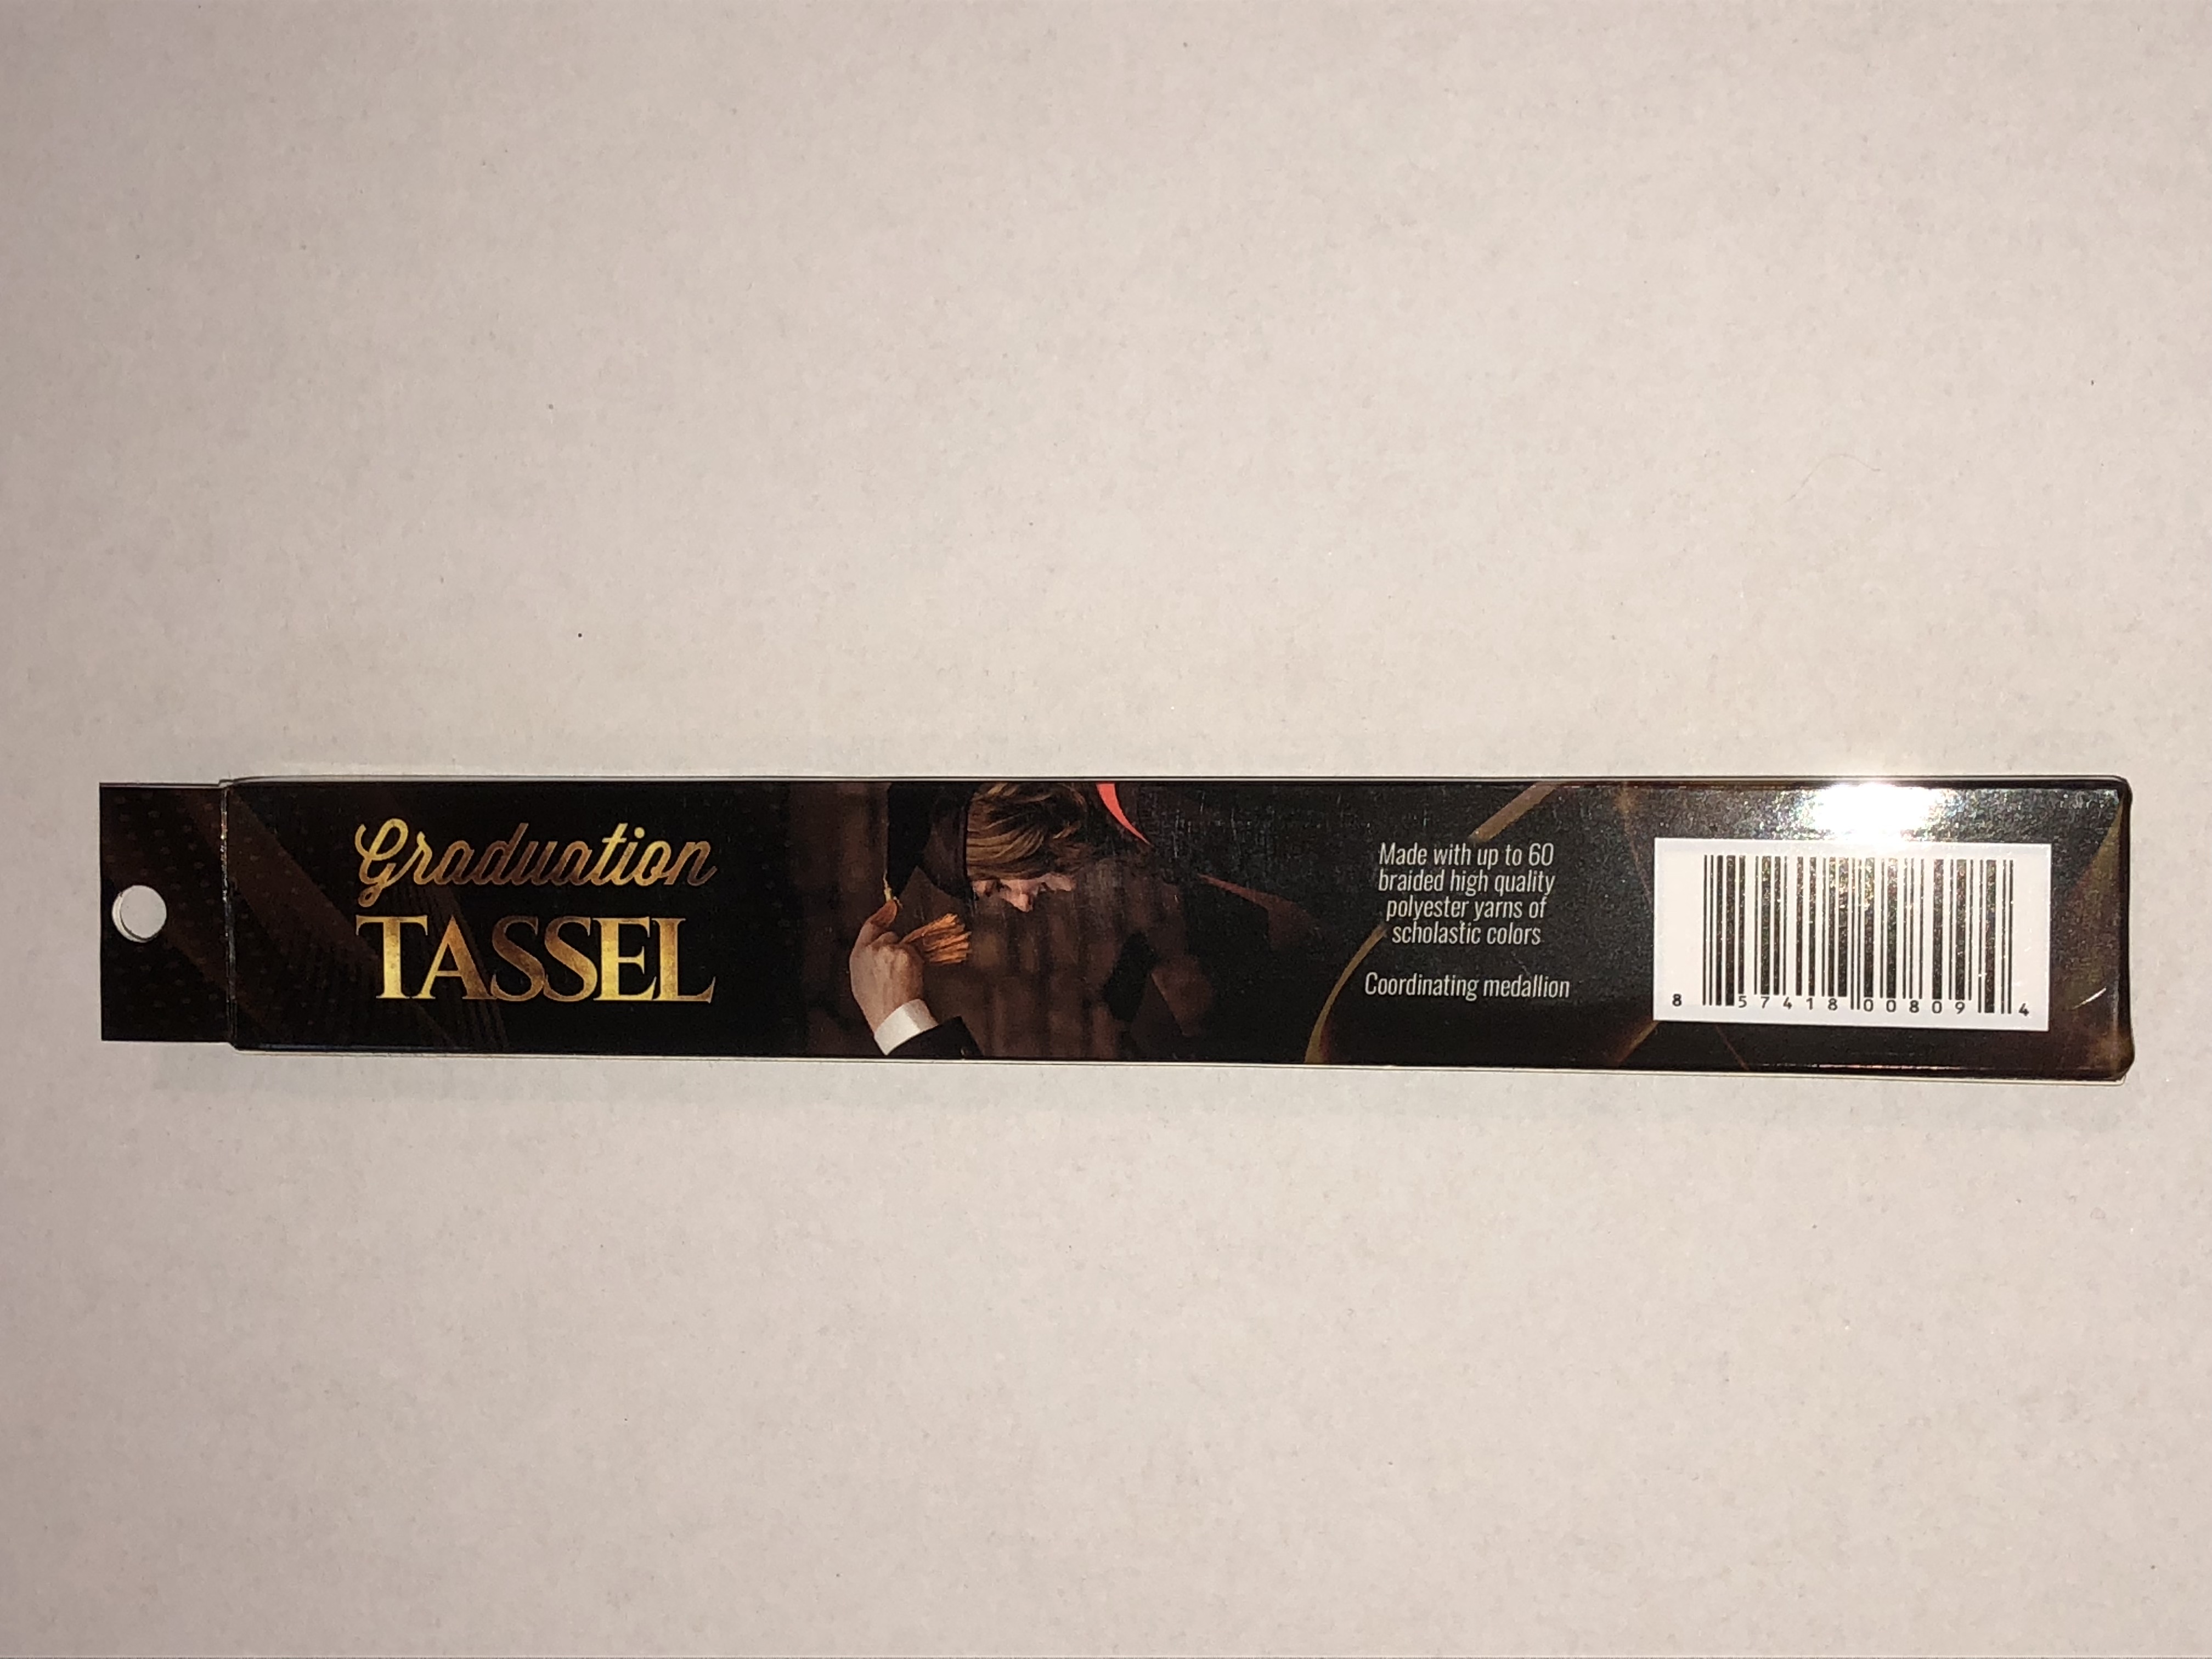 Graduation
TASSEL
Made with up to 60
braided high quality
polyester yarns of
scholastic colors
Coordinating medallion
8 57418 00809 4